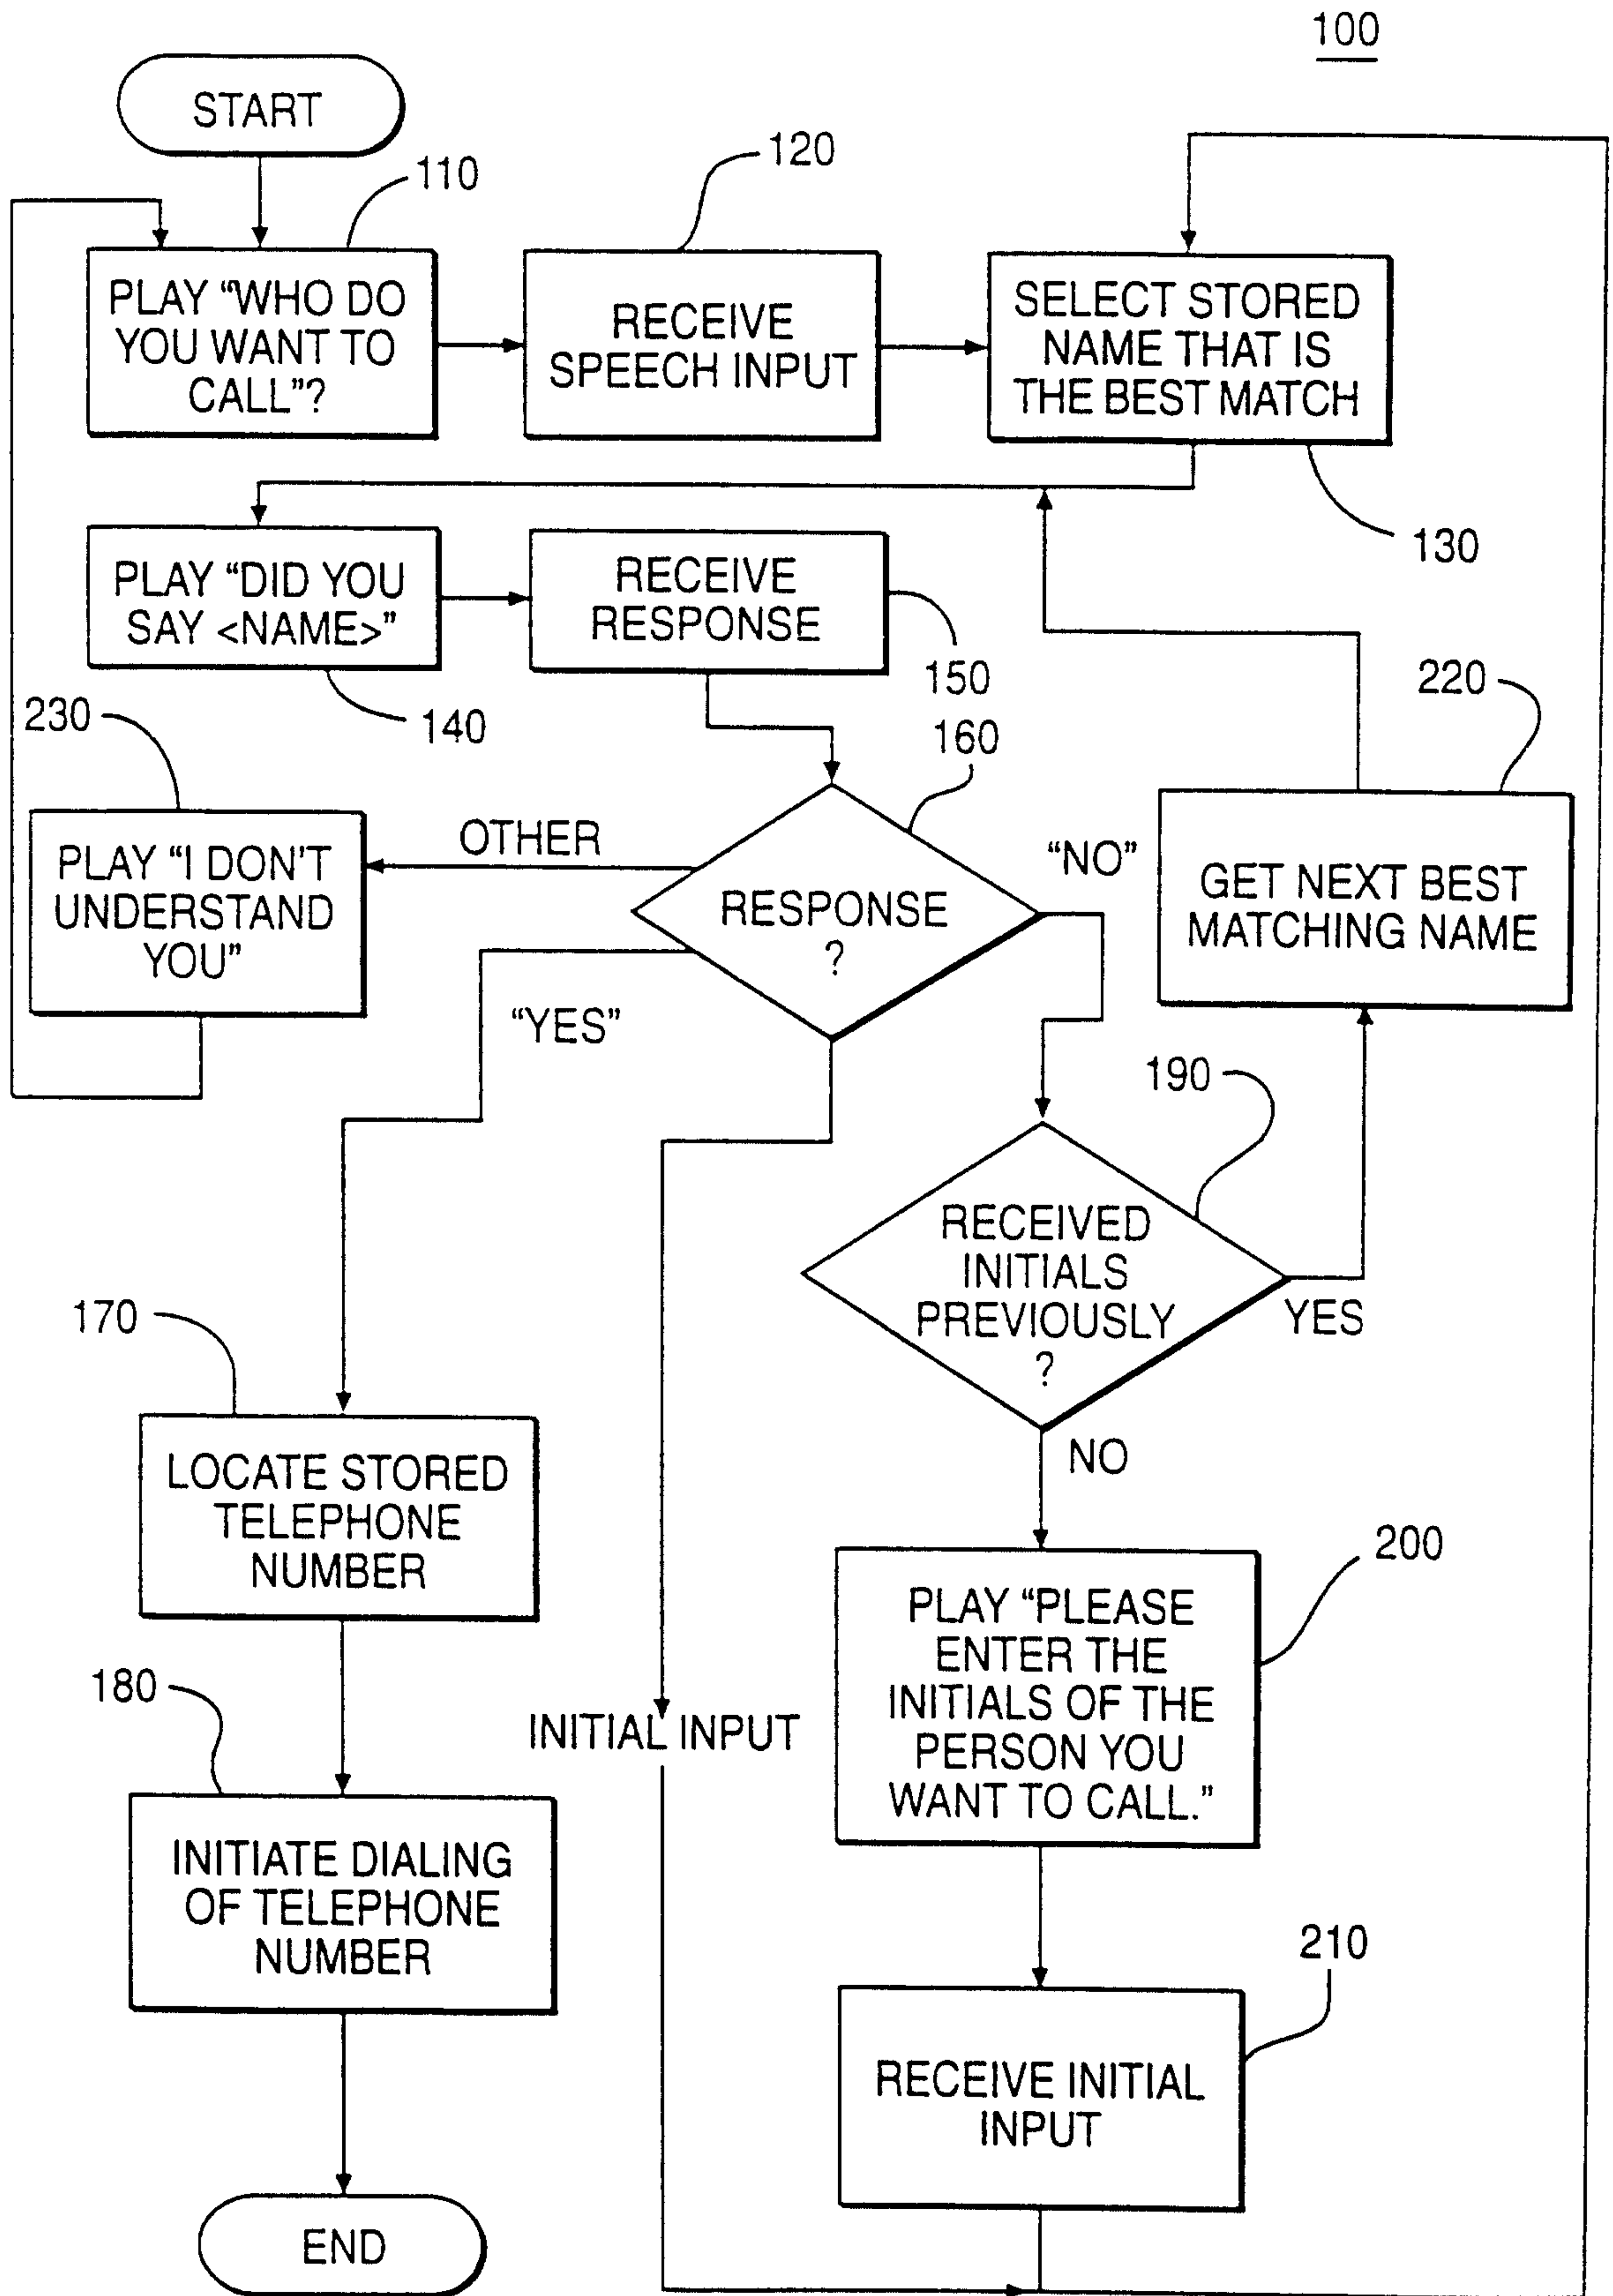 100
START
110
120
PLAY “WHO DO
YOU WANT TO
CALL”?
RECEIVE
SPEECH INPUT
SELECT STORED
NAME THAT IS
THE BEST MATCH
130
PLAY “DID YOU
SAY <NAME>”
140
RECEIVE
RESPONSE
150
160
220
230
PLAY “I DON'T
UNDERSTAND
YOU”
OTHER
RESPONSE
?
“NO”
“YES”
GET NEXT BEST
MATCHING NAME
190
RECEIVED
INITIALS
PREVIOUSLY
?
YES
NO
170
LOCATE STORED
TELEPHONE
NUMBER
200
PLAY “PLEASE
ENTER THE
INITIALS OF THE
PERSON YOU
WANT TO CALL.”
INITIAL INPUT
180
INITIATE DIALING
OF TELEPHONE
NUMBER
210
RECEIVE INITIAL
INPUT
END